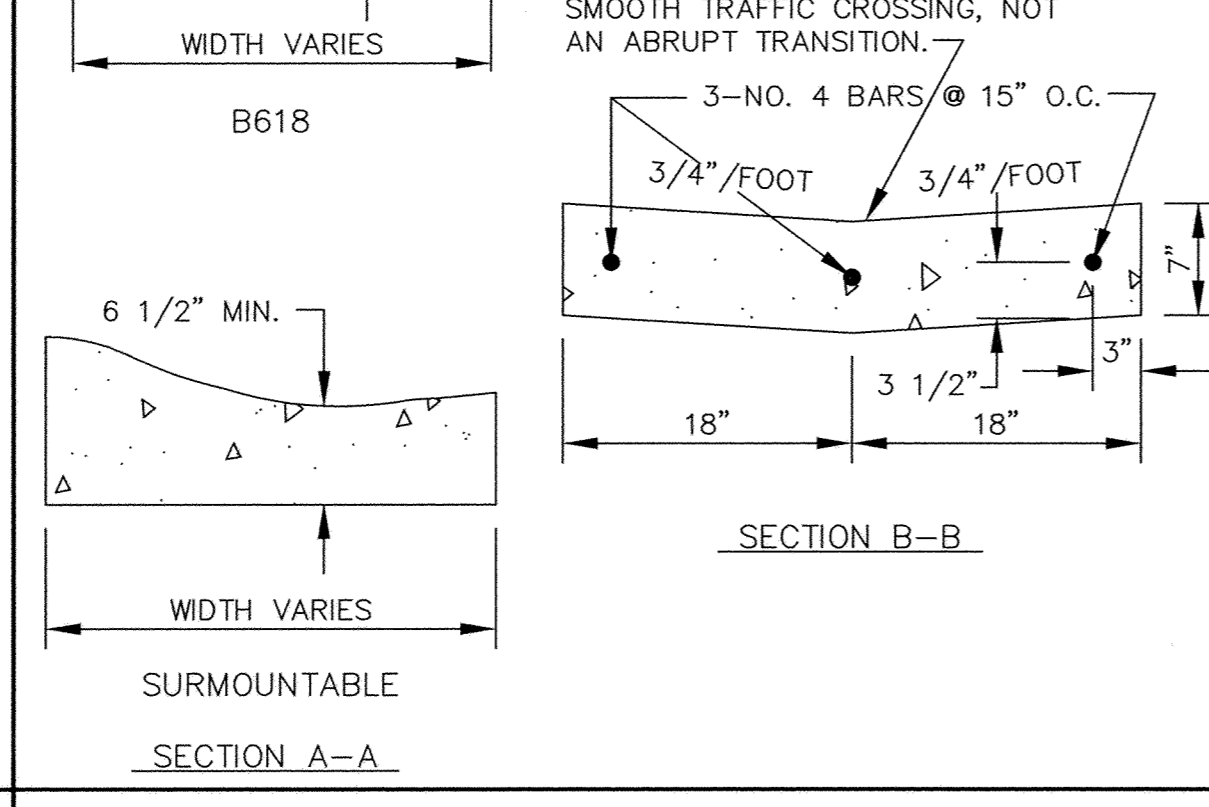 WIDTH VARIES
B618
SMOOTH TRAFFIC CROSSING, NOT
AN ABRUPT TRANSITION.
3-NO. 4 BARS @ 15" O.C.
3/4"/FOOT
3/4"/FOOT
7"
3"
3 1/2"
18"
18"
SECTION B-B
6 1/2" MIN.
WIDTH VARIES
SURMOUNTABLE
SECTION A-A